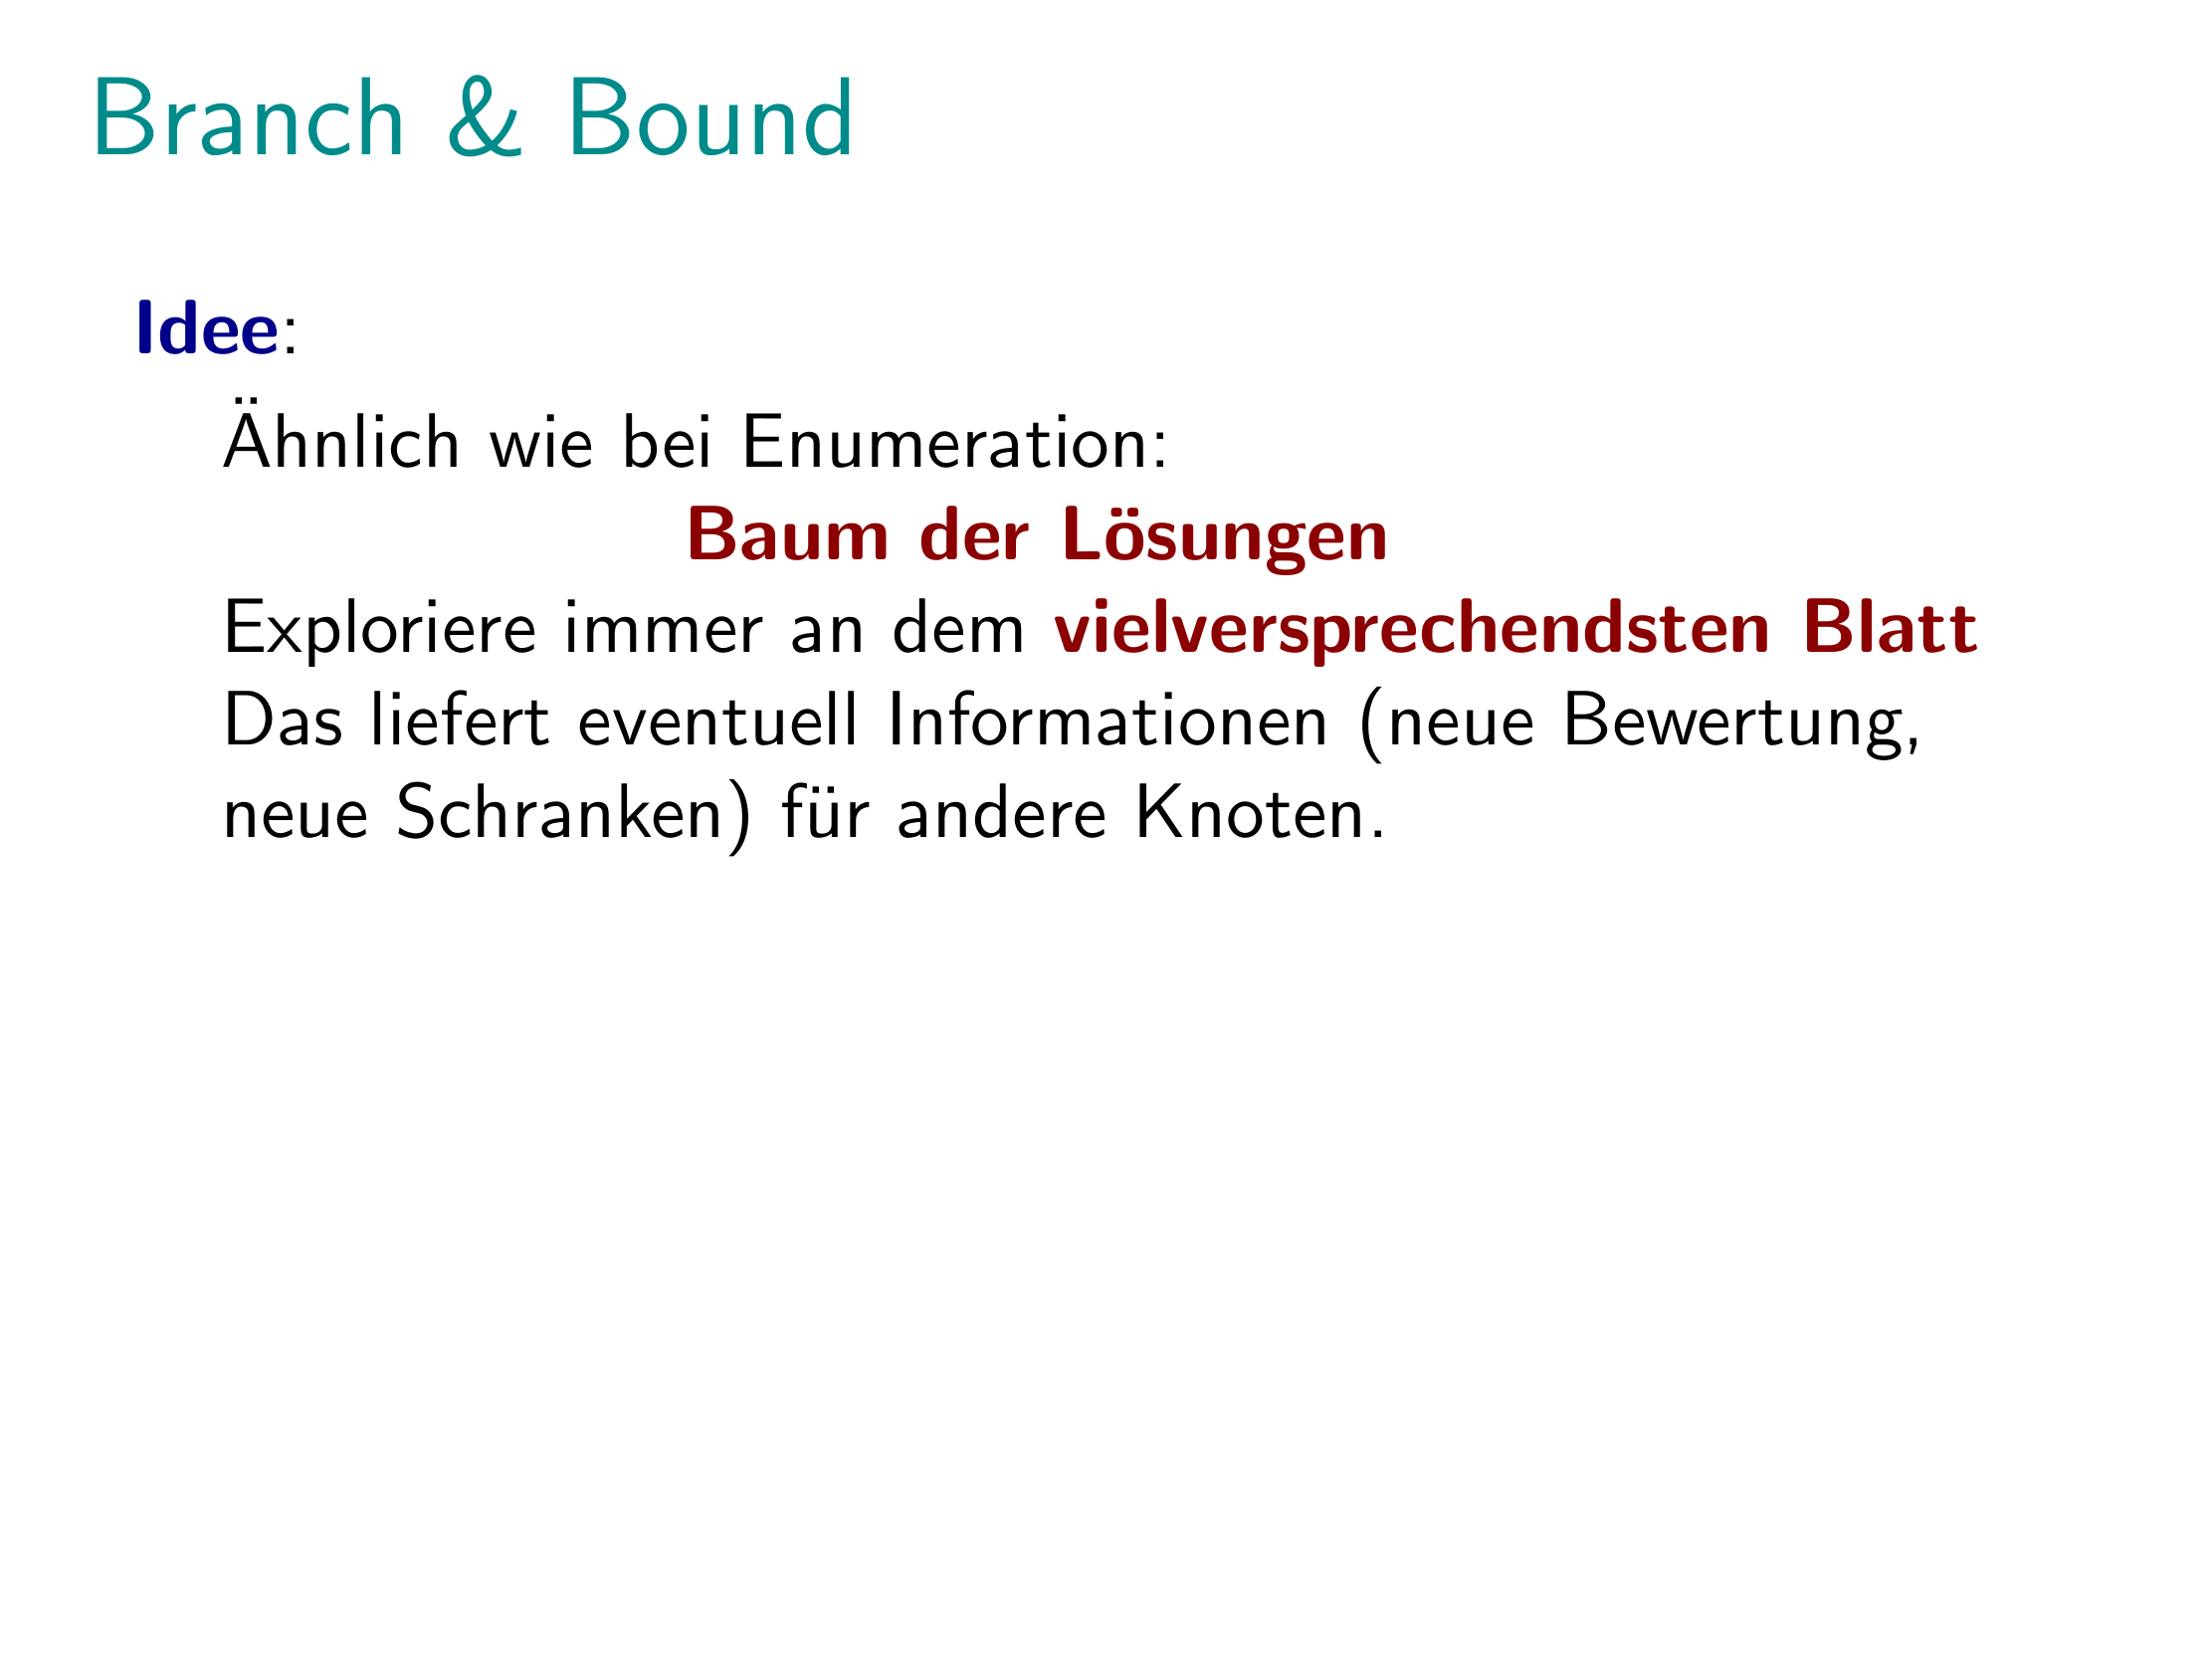 Branch & Bound
Idee:
Ähnlich wie bei Enumeration:
Baum der Lösungen
Exploriere immer an dem vielversprechendsten Blatt
Das liefert eventuell Informationen (neue Bewertung,
neue Schranken) für andere Knoten.